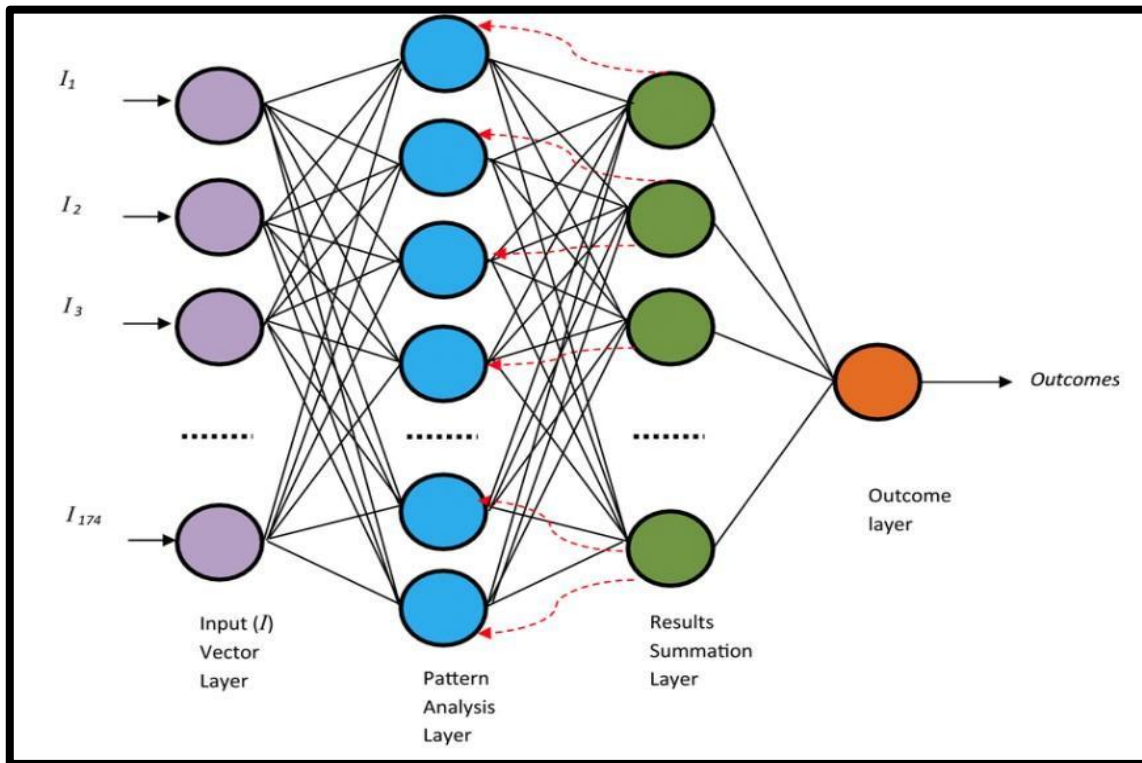 I1
I2
I3
I174
Input (I)
Vector
Layer
Pattern
Analysis
Layer
Results
Summation
Layer
Outcome
layer
Outcomes